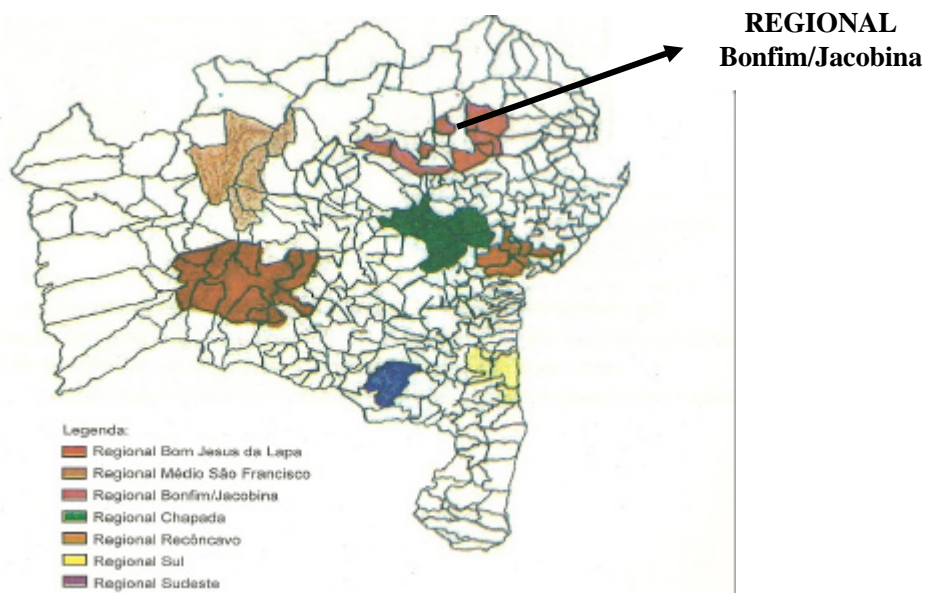 REGIONAL
Bonfim/Jacobina
Legenda:
Regional Bom Jesus da Lapa
Regional Médio São Francisco
Regional Bonfim/Jacobina
Regional Chapada
Regional Recôncavo
Regional Sul
Regional Sudeste